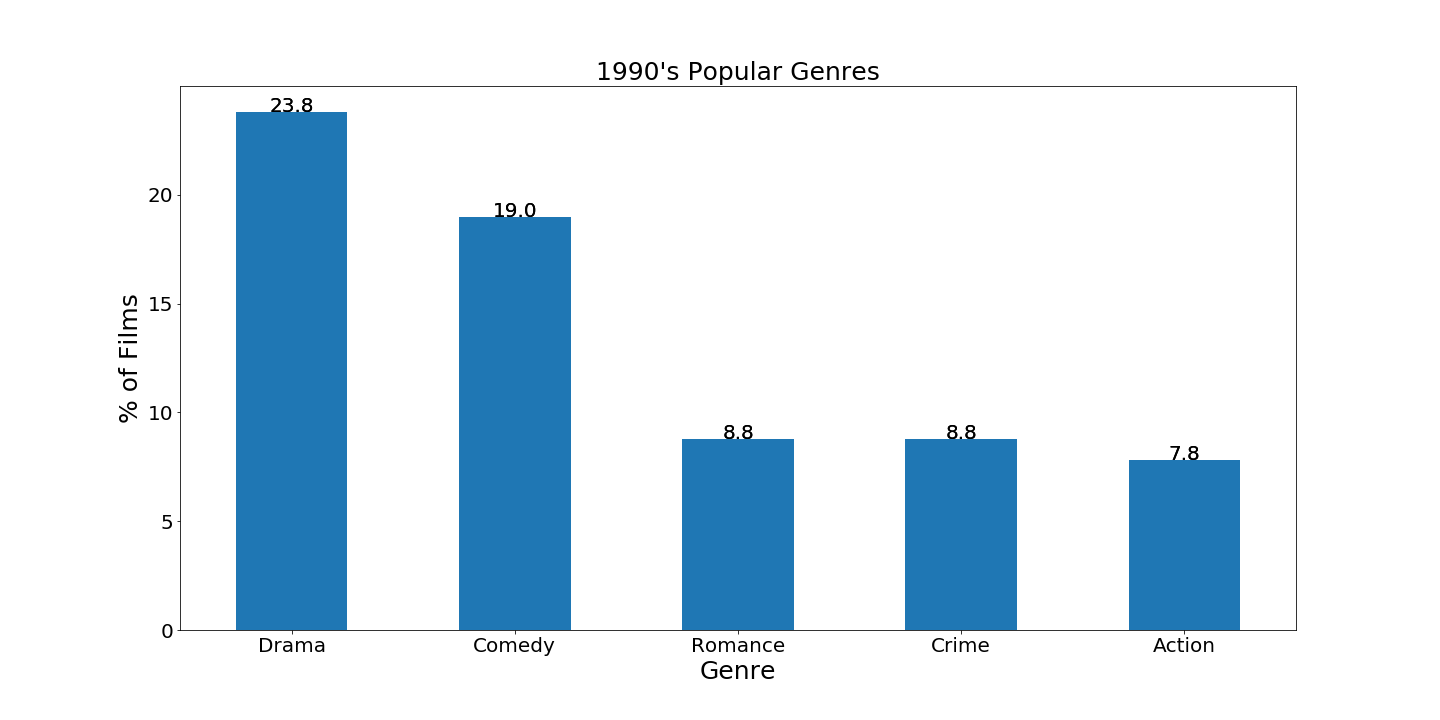 1990's Popular Genres
23.8
19.0
8.8
8.8
7.8
20
15
10
5
0
% of Films
Drama
Comedy
Romance
Crime
Action
Genre